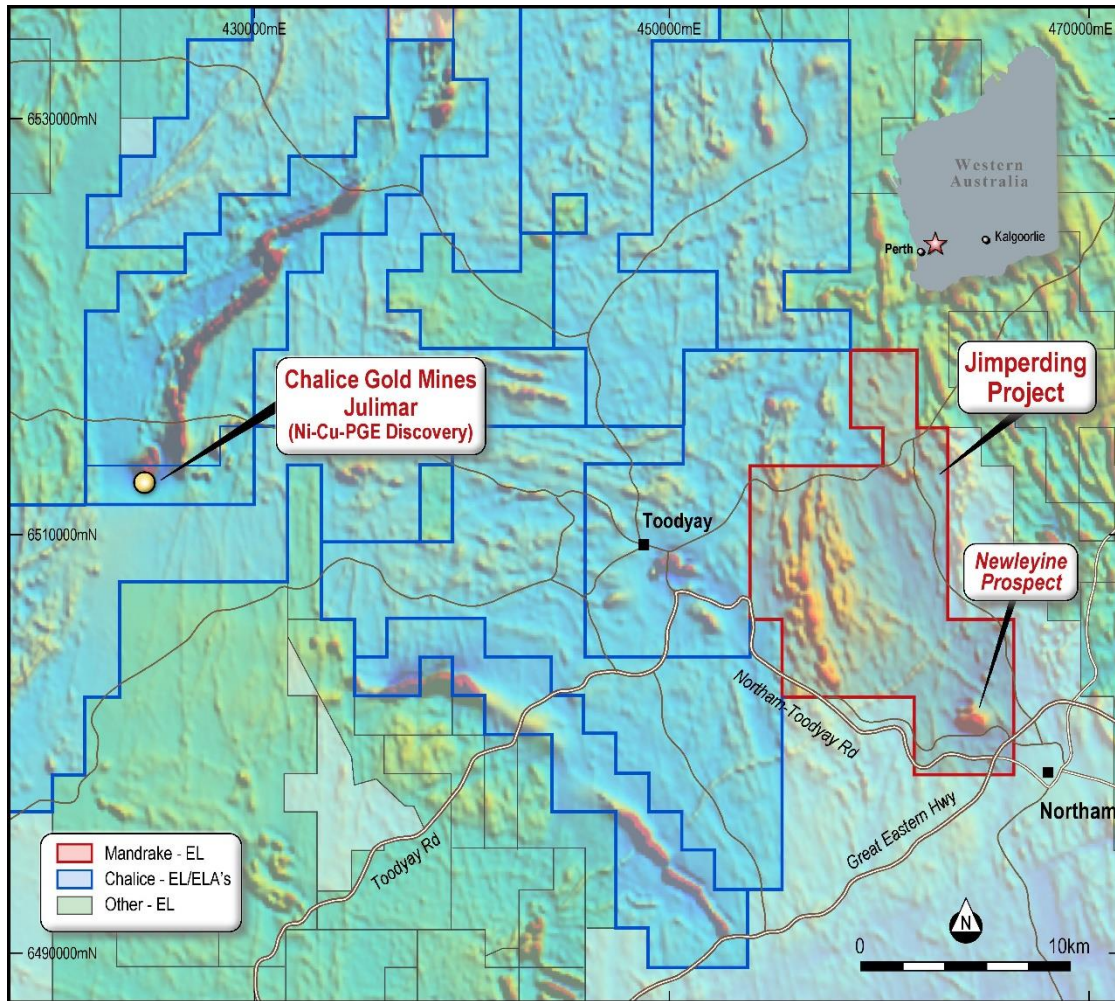 430000mE
450000mE
470000mE
6530000mN
Western
Australia
Perth
Kalgoorlie
Chalice Gold Mines
Julimar
(Ni-Cu-PGE Discovery)
Jimperding
Project
6510000mN
Toodyay
Newleyine
Prospect
Northam-Toodyay Rd
Northam
Great Eastern Hwy
Toodyay Rd
Mandrake - EL
Chalice - EL/ELA's
Other - EL
N
0
10km
6490000mN